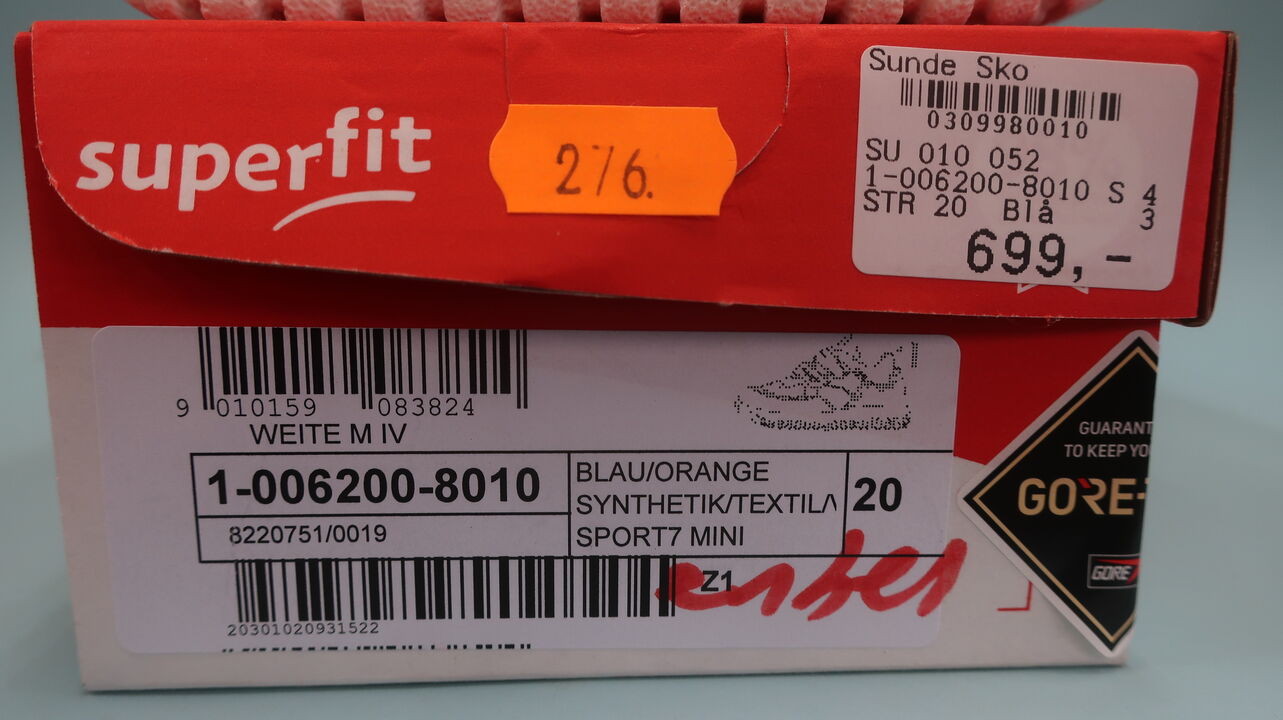 superfit
276.
Sunde Sko
0309980010
SU 010 052
1-006200-8010 S 4
STR 20 Blå 3
699,-
9 010159 083824
WEITE M IV
1-006200-8010
8220751/0019
BLAU/ORANGE
SYNTHETIK/TEXTIL/
SPORT7 MINI
20
Z1
20301020931522
GUARANT
TO KEEP YO
GORE-
GORE